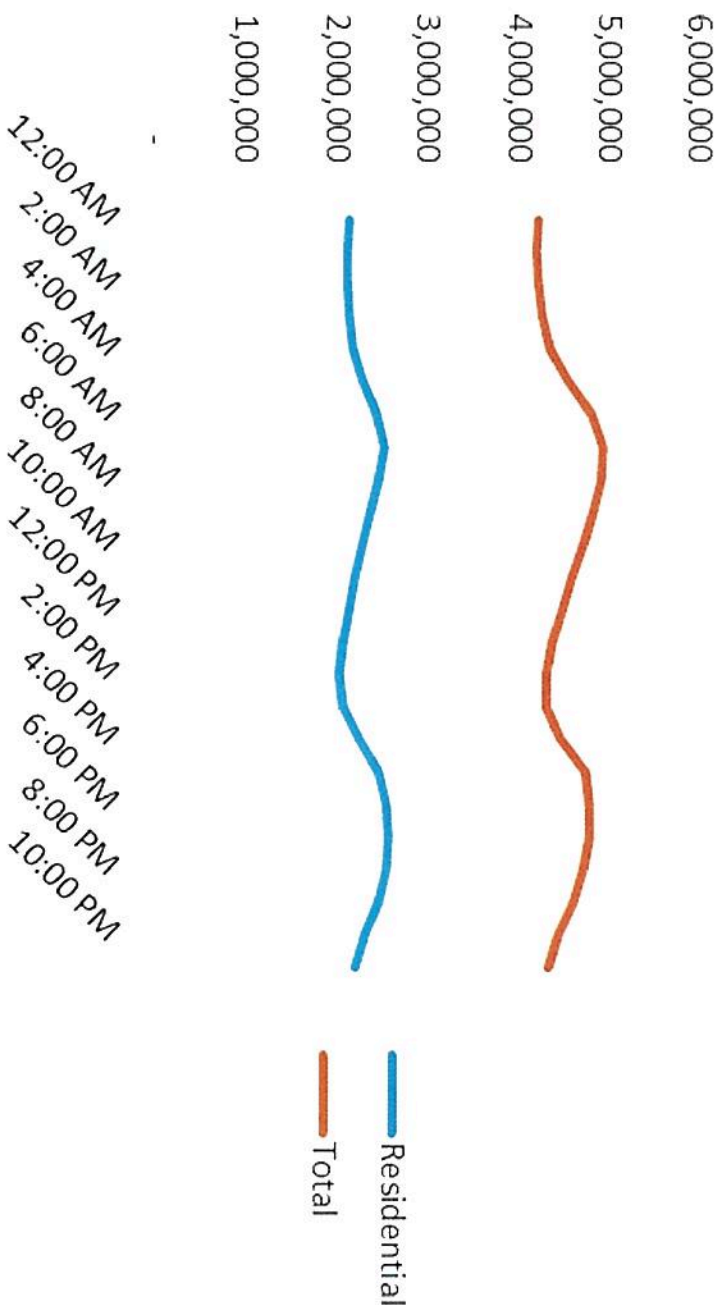 6,000,000
5,000,000
4,000,000
3,000,000
2,000,000
1,000,000
-
12:00 AM
2:00 AM
4:00 AM
6:00 AM
8:00 AM
10:00 AM
12:00 PM
2:00 PM
4:00 PM
6:00 PM
8:00 PM
10:00 PM
Residential
Total